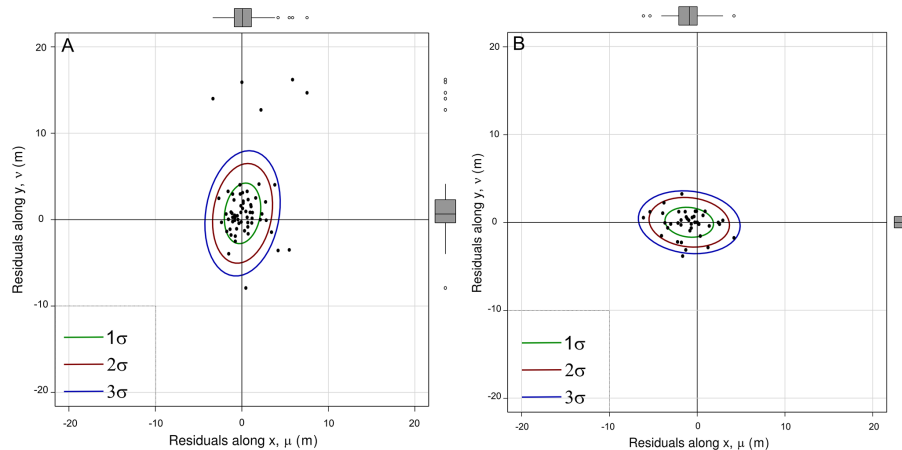 A
20
10
0
-10
-20
Residuals along y, ν (m)
1σ
2σ
3σ
-20
-10
0
10
20
Residuals along x, μ (m)
B
20
10
0
-10
-20
Residuals along y, ν (m)
1σ
2σ
3σ
-20
-10
0
10
20
Residuals along x, μ (m)